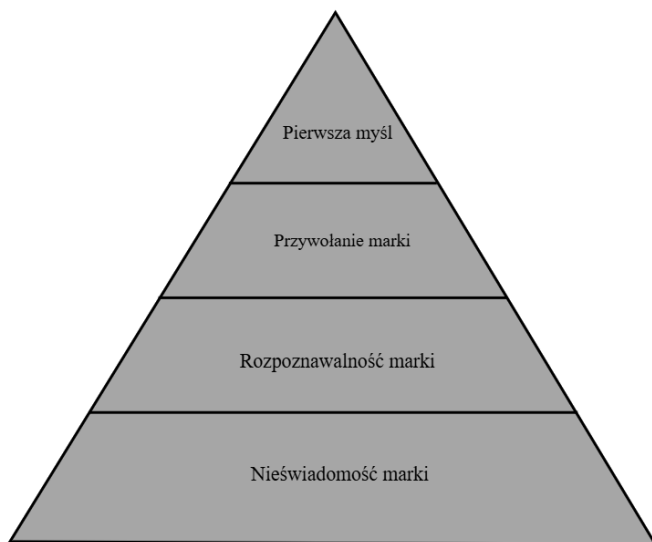 Pierwsza myśl
Przywołanie marki
Rozpoznawalność marki
Nieświadomość marki